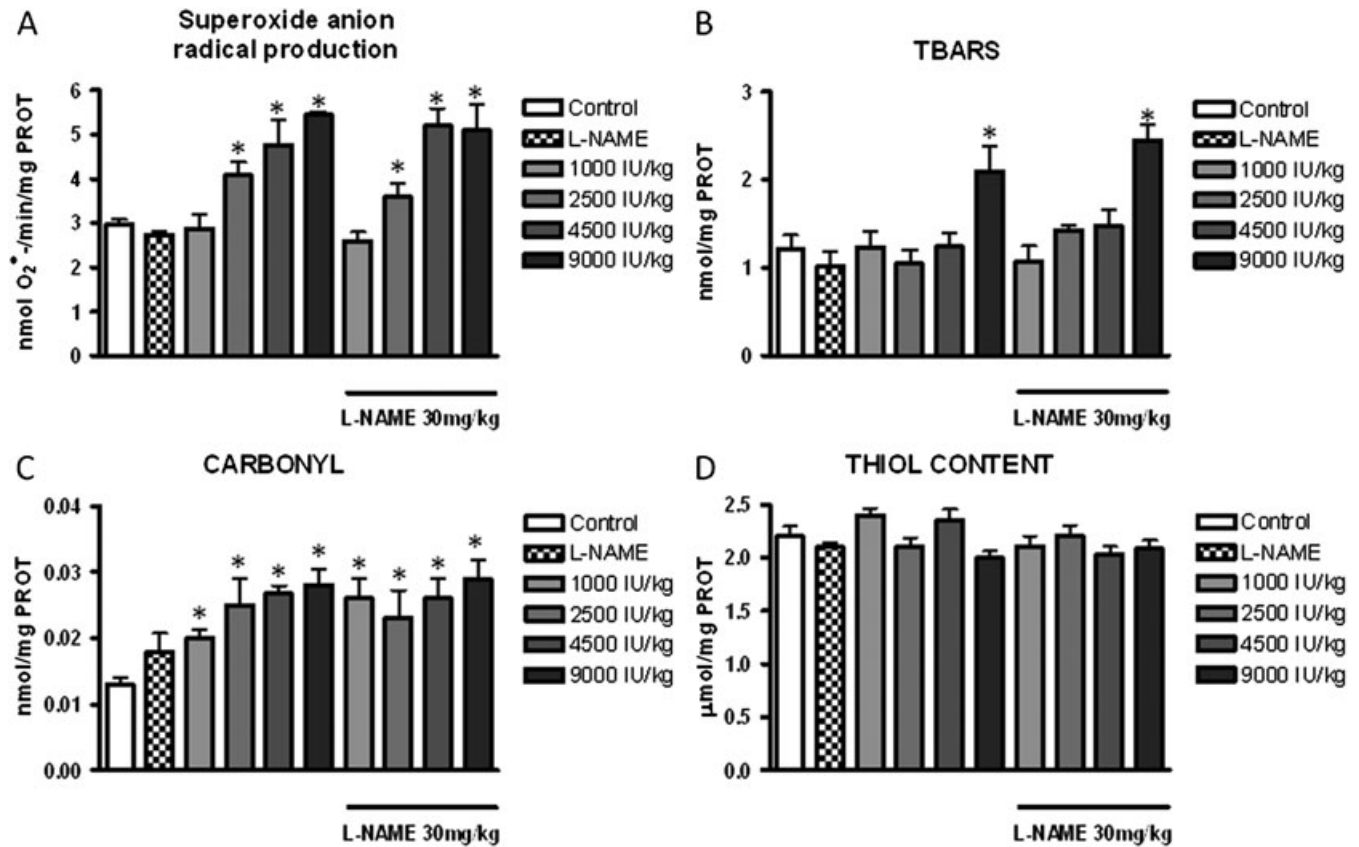 A
Superoxide anion
radical production
nmol O₂•-/min/mg PROT
6
5
4
3
2
1
0
* * * * * *
Control
L-NAME
1000 IU/kg
2500 IU/kg
4500 IU/kg
9000 IU/kg
L-NAME 30mg/kg
B
TBARS
nmol/mg PROT
3
2
1
0
* *
Control
L-NAME
1000 IU/kg
2500 IU/kg
4500 IU/kg
9000 IU/kg
L-NAME 30mg/kg
C
CARBONYL
nmol/mg PROT
0.04
0.03
0.02
0.01
0.00
* * * * * * * *
Control
L-NAME
1000 IU/kg
2500 IU/kg
4500 IU/kg
9000 IU/kg
L-NAME 30mg/kg
D
THIOL CONTENT
µmol/mg PROT
2.5
2.0
1.5
1.0
0.5
0.0
Control
L-NAME
1000 IU/kg
2500 IU/kg
4500 IU/kg
9000 IU/kg
L-NAME 30mg/kg